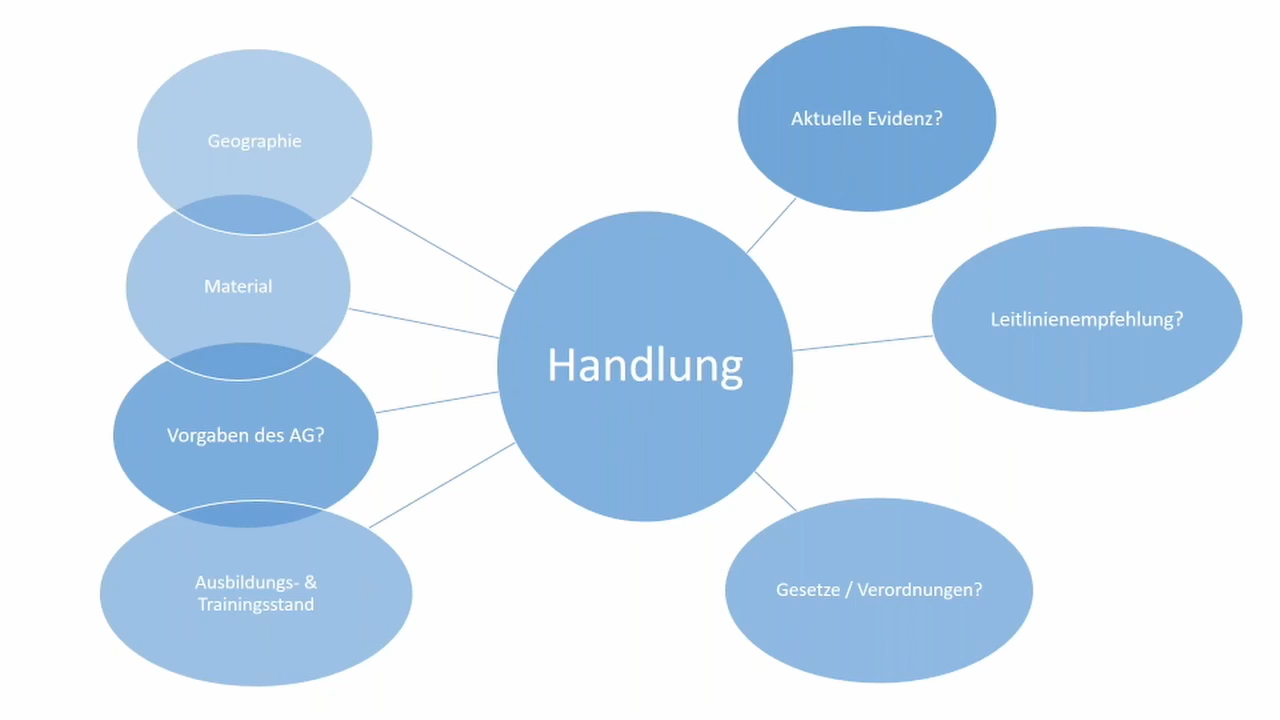 Geographie
Material
Vorgaben des AG?
Ausbildungs- &
Trainingsstand
Handlung
Aktuelle Evidenz?
Leitlinienempfehlung?
Gesetze / Verordnungen?